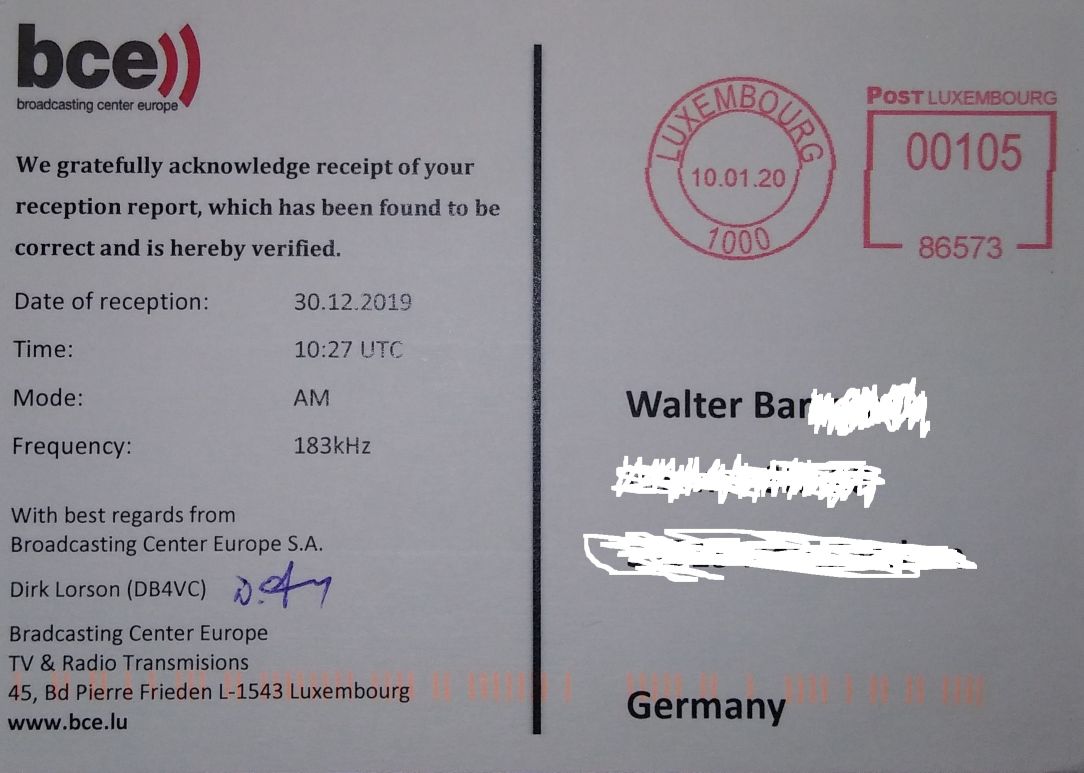 bce
broadcasting center europe
We gratefully acknowledge receipt of your
reception report, which has been found to be
correct and is hereby verified.
Date of reception: 30.12.2019
Time: 10:27 UTC
Mode: AM
Frequency: 183kHz
With best regards from
Broadcasting Center Europe S.A.
Dirk Lorson (DB4VC)
Bradcasting Center Europe
TV & Radio Transmisions
45, Bd Pierre Frieden L-1543 Luxembourg
www.bce.lu
LUXEMBOURG
10.01.20
1000
POST LUXEMBOURG
00105
86573
Walter Bar
Germany